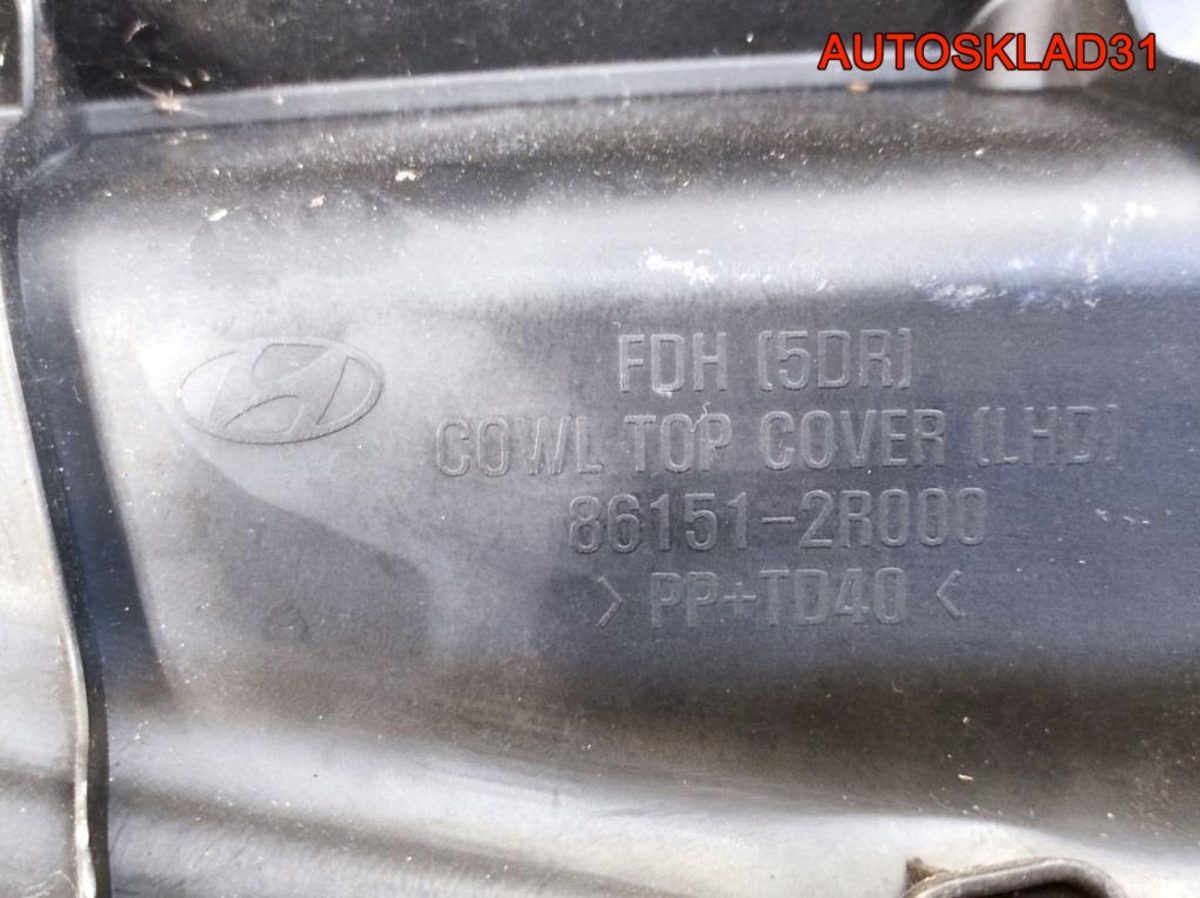 AUTOSKLAD31
FDH (5DR)
COWL TOP COVER (LHD)
86151-2R000
> PP+TD40 <